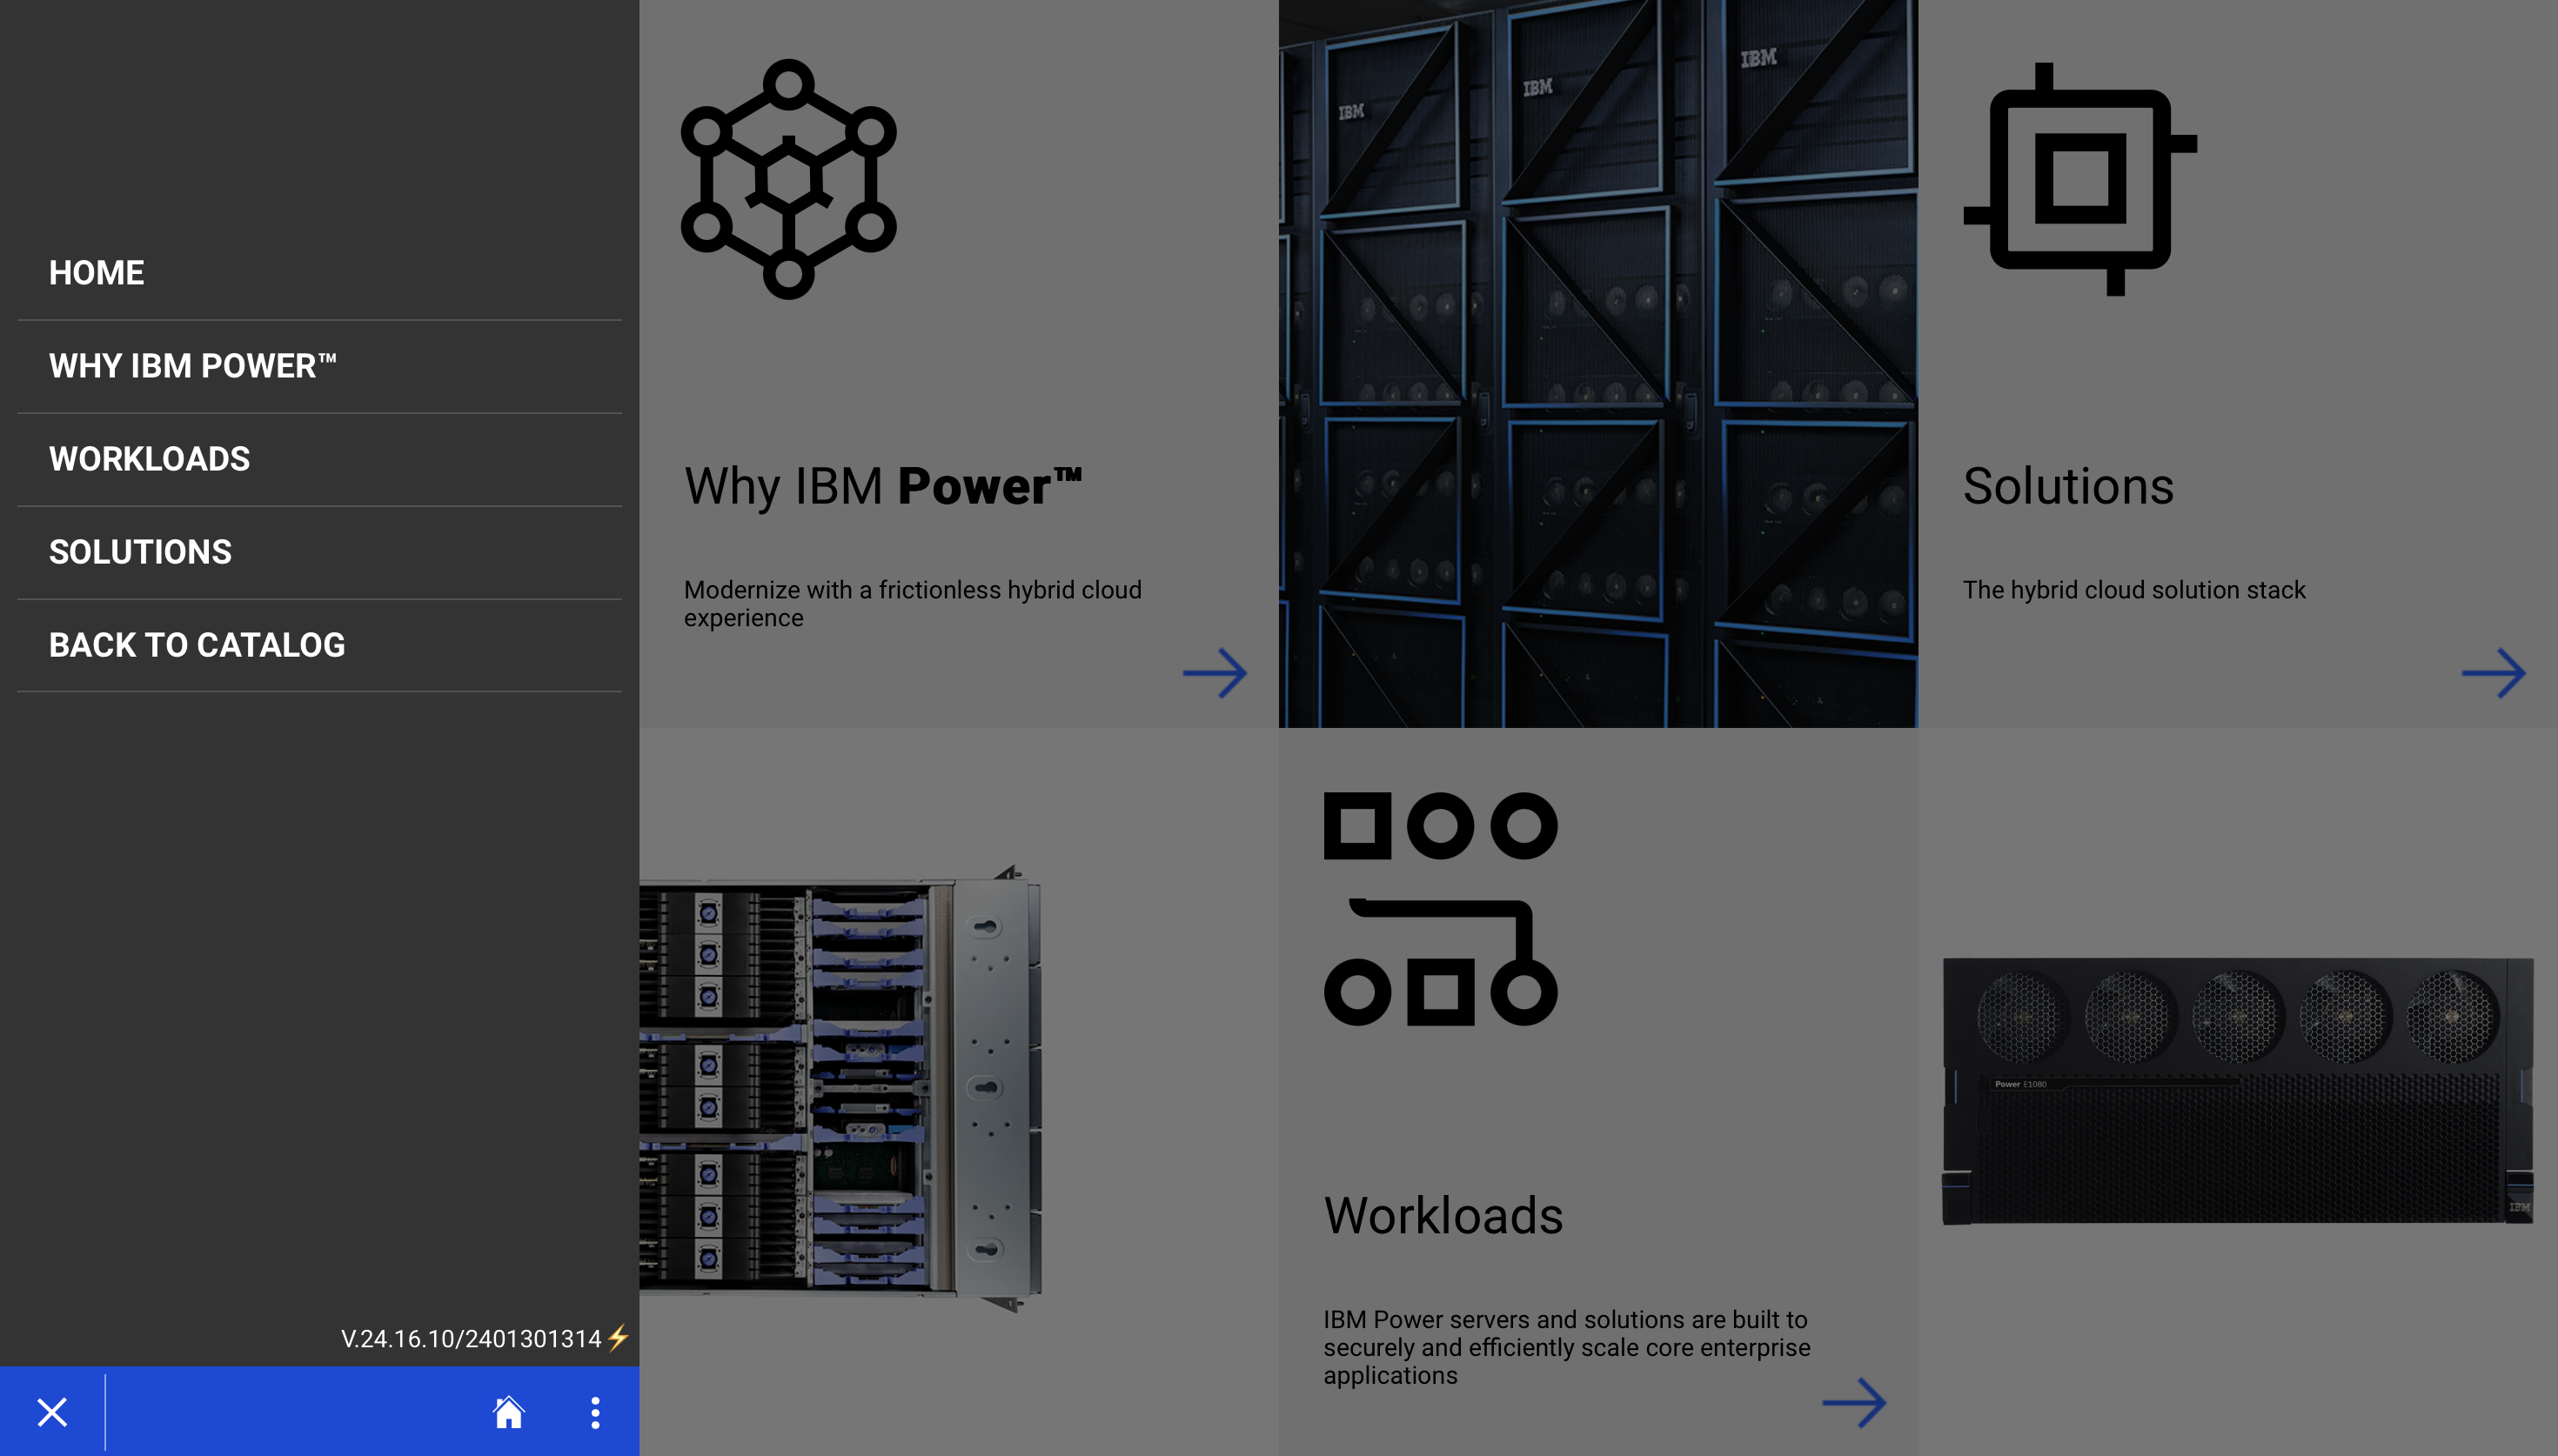 HOME
WHY IBM POWER™
WORKLOADS
SOLUTIONS
BACK TO CATALOG
V.24.16.10/2401301314⚡
Why IBM Power™
Modernize with a frictionless hybrid cloud
experience
IBM
IBM
IBM
Solutions
The hybrid cloud solution stack
Workloads
IBM Power servers and solutions are built to
securely and efficiently scale core enterprise
applications
Power E1080
IBM